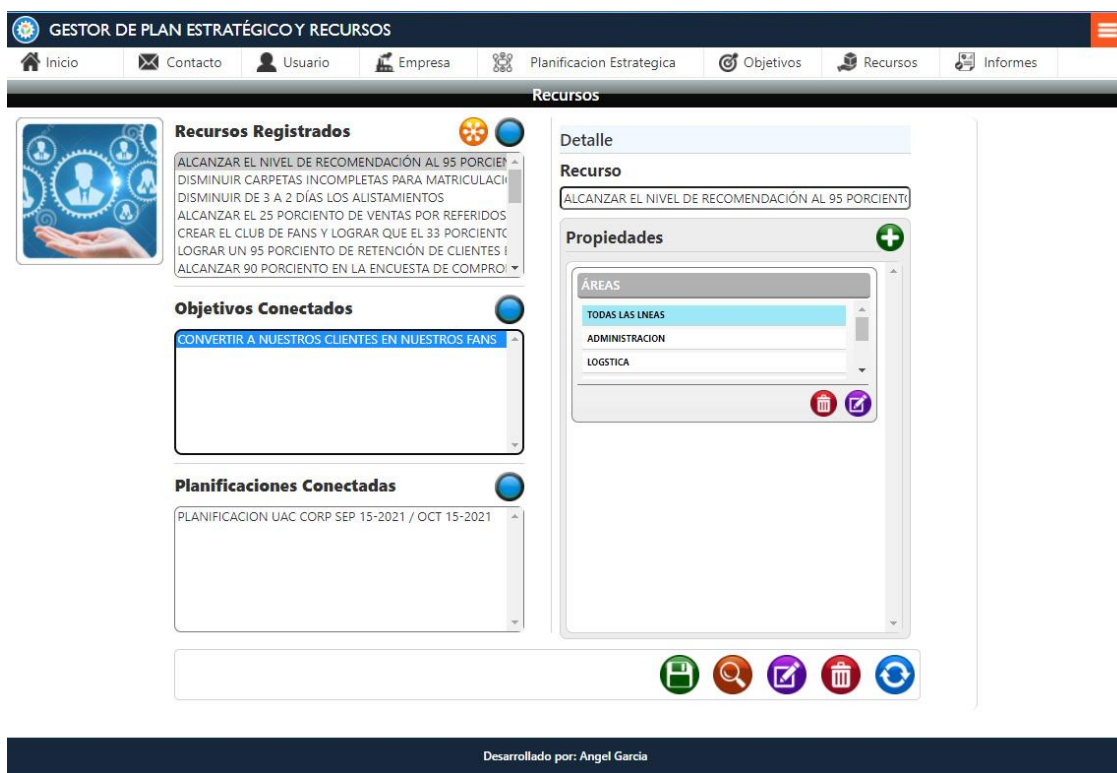 GESTOR DE PLAN ESTRATÉGICO Y RECURSOS
Inicio Contacto Usuario Empresa Planificacion Estrategica Objetivos Recursos Informes
Recursos
Recursos Registrados
ALCANZAR EL NIVEL DE RECOMENDACIÓN AL 95 PORCIEN
DISMINUIR CARPETAS INCOMPLETAS PARA MATRICULACI
DISMINUIR DE 3 A 2 DÍAS LOS ALISTAMIENTOS
ALCANZAR EL 25 PORCIENTO DE VENTAS POR REFERIDOS
CREAR EL CLUB DE FANS Y LOGRAR QUE EL 33 PORCIENTO
LOGRAR UN 95 PORCIENTO DE RETENCIÓN DE CLIENTES
ALCANZAR 90 PORCIENTO EN LA ENCUESTA DE COMPRO
Objetivos Conectados
CONVERTIR A NUESTROS CLIENTES EN NUESTROS FANS
Planificaciones Conectadas
PLANIFICACION UAC CORP SEP 15-2021 / OCT 15-2021
Detalle
Recurso
ALCANZAR EL NIVEL DE RECOMENDACIÓN AL 95 PORCIENTO
Propiedades
ÁREAS
TODAS LAS LNEAS
ADMINISTRACION
LOGSTICA
Desarrollado por: Angel Garcia